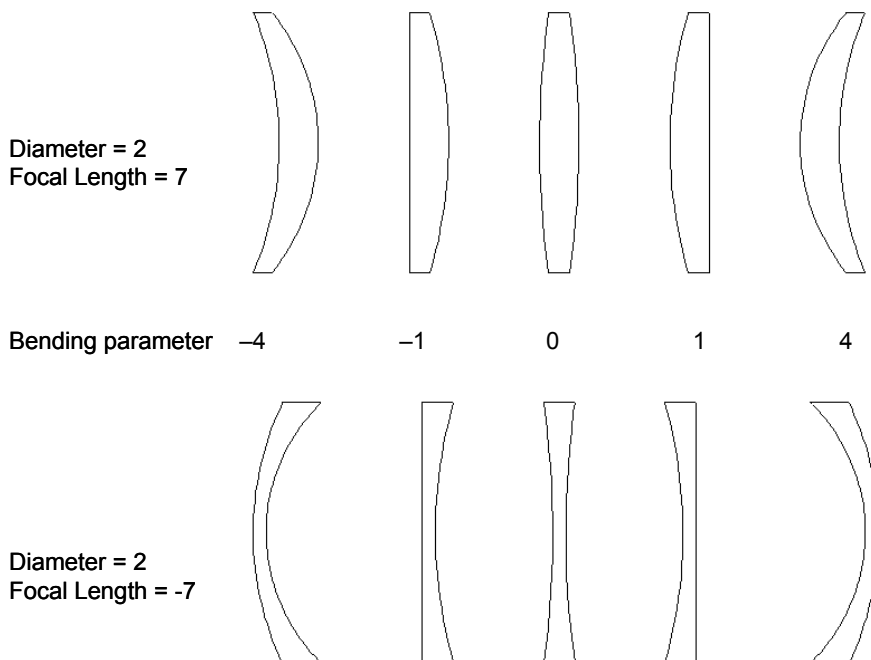 Diameter = 2
Focal Length = 7
Bending parameter –4 –1 0 1 4
Diameter = 2
Focal Length = -7